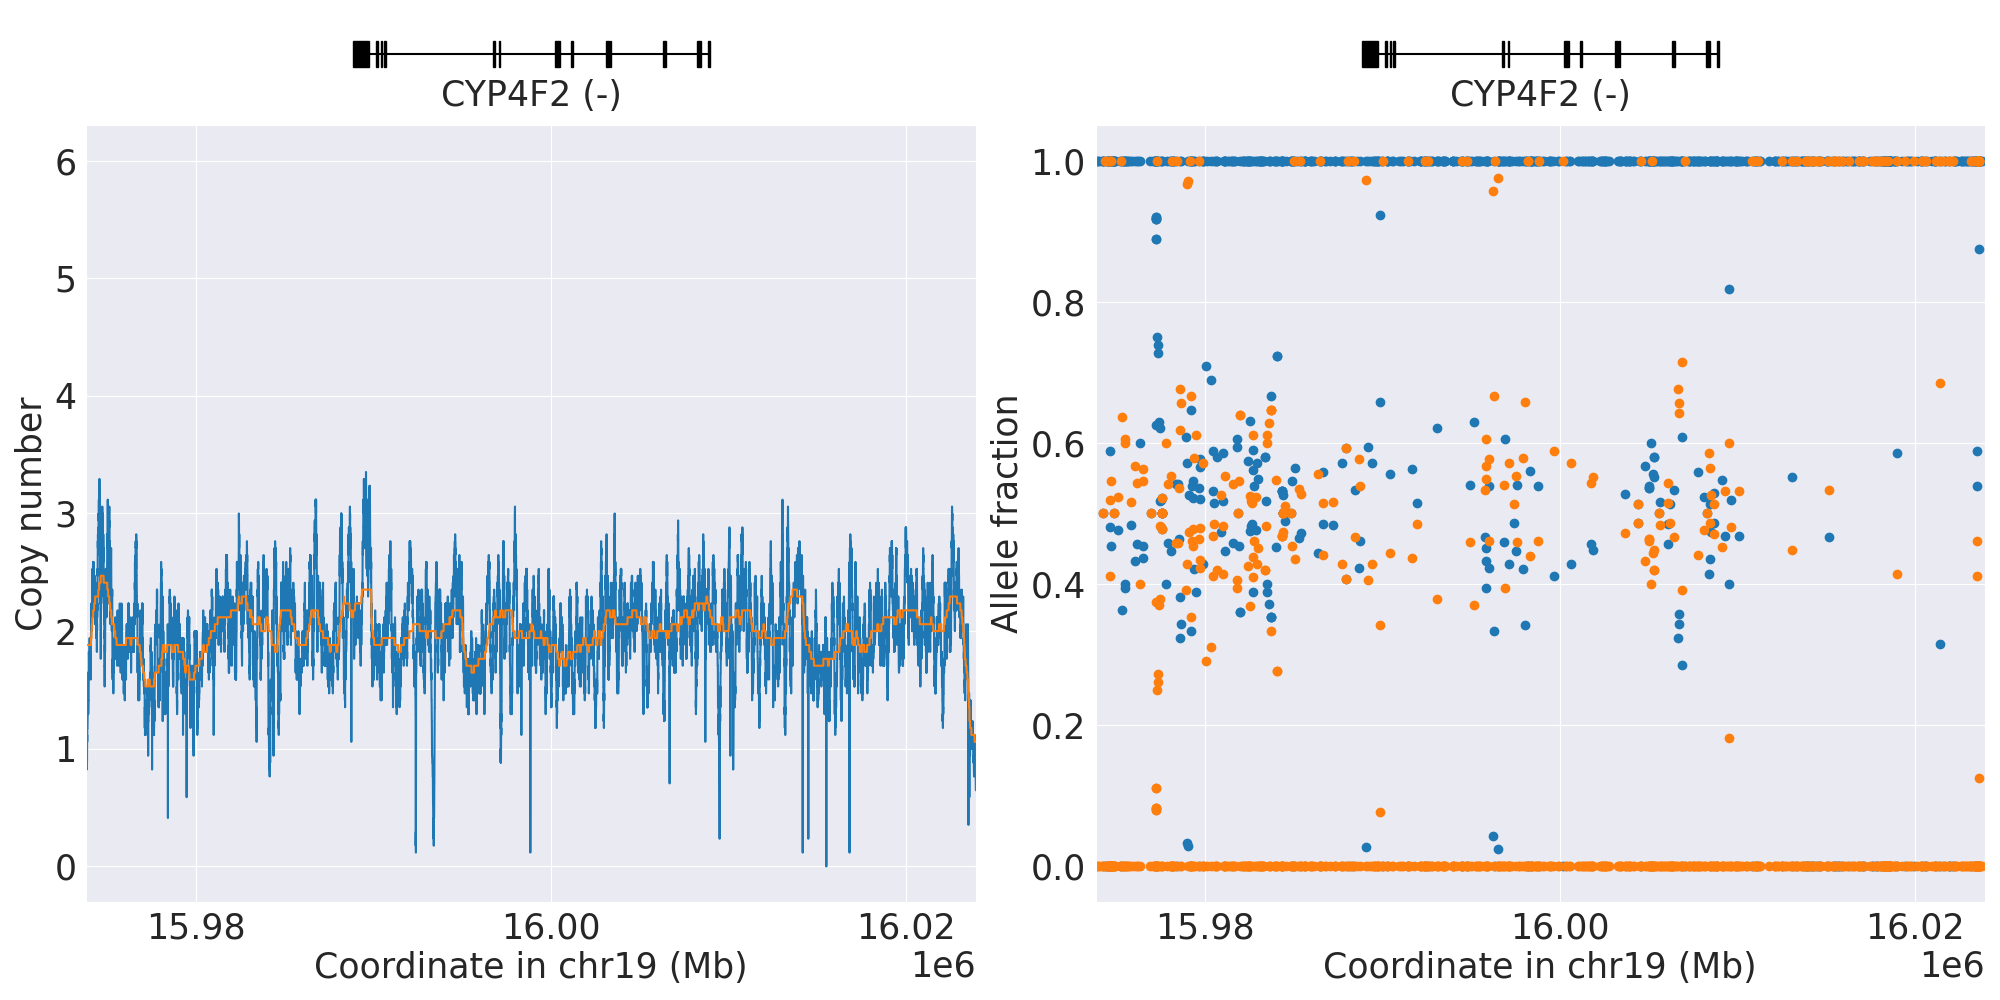 CYP4F2 (-)
6
5
4
3
2
1
0
Copy number
15.98
16.00
16.02
Coordinate in chr19 (Mb)
1e6
CYP4F2 (-)
1.0
0.8
0.6
0.4
0.2
0.0
Allele fraction
15.98
16.00
16.02
Coordinate in chr19 (Mb)
1e6